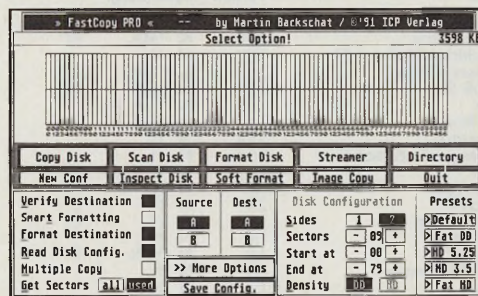 » FastCopy PRO « -- by Martin Backschat / ©'91 ICP Verlag
Select Option! 3598 KB
Copy Disk Scan Disk Format Disk Streamer Directory
New Conf Inspect Disk Soft Format Image Copy Quit
Verify Destination
Smart Formatting
Format Destination
Read Disk Config.
Multiple Copy
Get Sectors all used
Source Dest.
A A
B B
>> More Options
Save Config.
Disk Configuration
Sides 1 2
Sectors - 09 +
Start at - 00 +
End at - 79 +
Density DD HD
Presets
Default
Fat DD
HD 5.25
HD 3.5
Fat HD